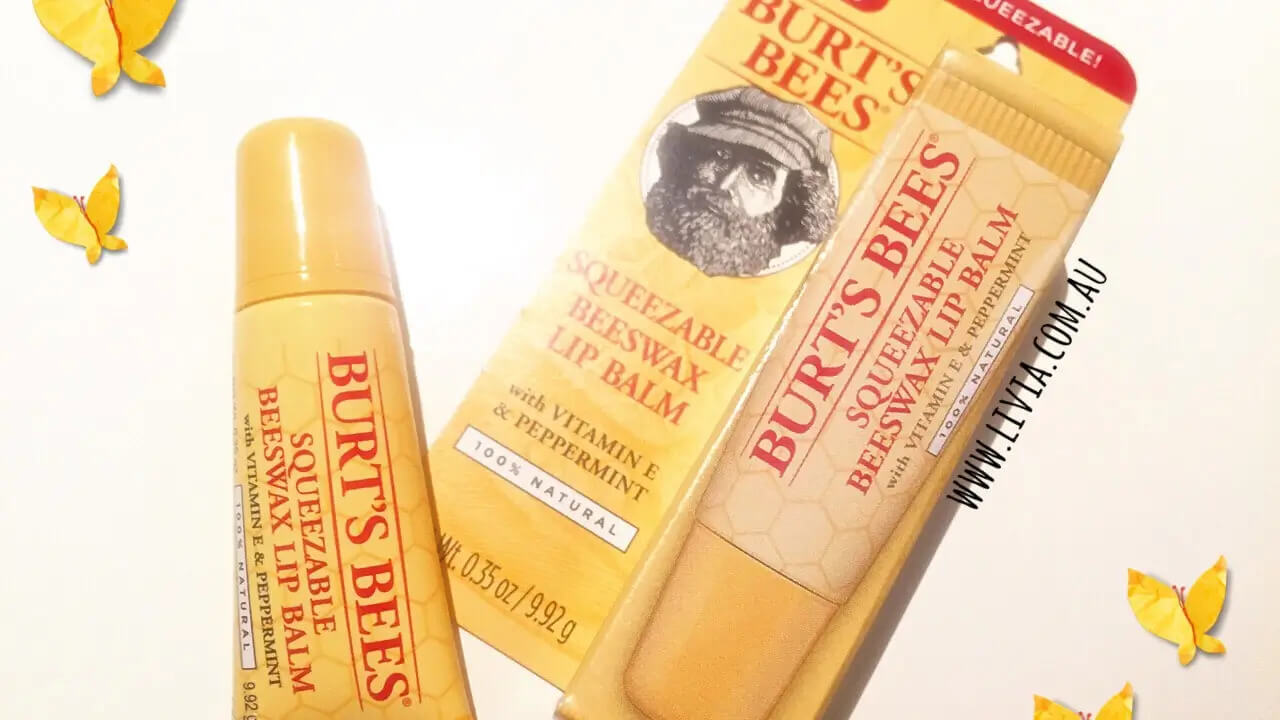 BURT'S BEES®
SQUEEZABLE
BEESWAX LIP BALM
with VITAMIN E & PEPPERMINT
100% NATURAL
SQUEEZABLE!
BURT'S
BEES®
SQUEEZABLE
BEESWAX
LIP BALM
with VITAMIN E
& PEPPERMINT
100% NATURAL
Wt. 0.35 oz / 9.92 g
BURT'S BEES®
SQUEEZABLE
BEESWAX LIP BALM
with VITAMIN E & PEPPERMINT
100% NATURAL
WWW.LIVIA.COM.AU